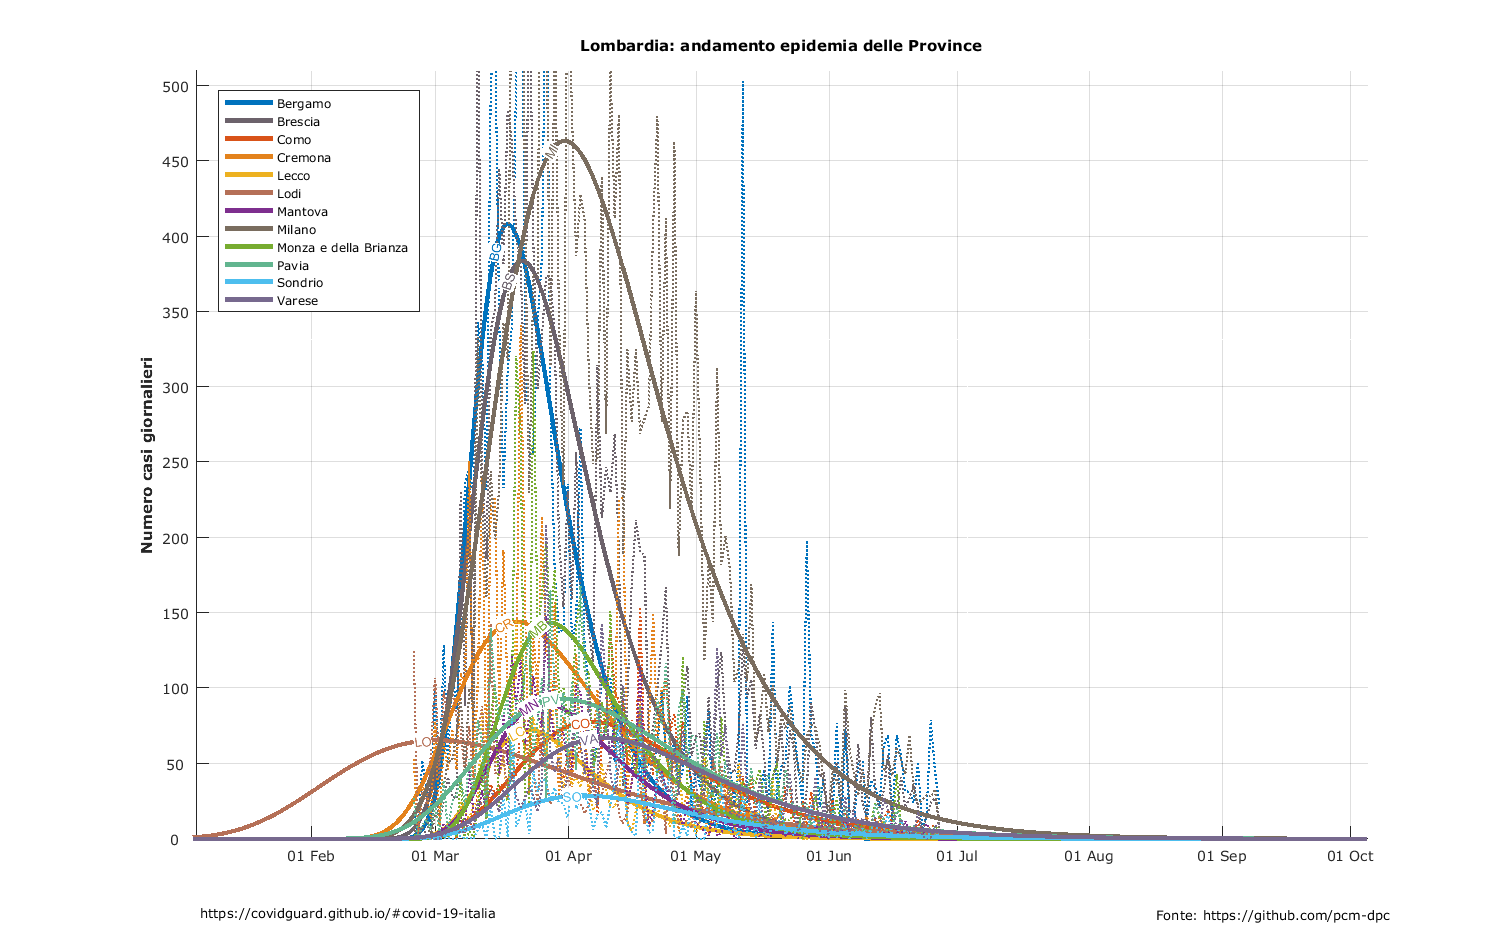 Lombardia: andamento epidemia delle Province
Numero casi giornalieri
500
450
400
350
300
250
200
150
100
50
0
Bergamo
Brescia
Como
Cremona
Lecco
Lodi
Mantova
Milano
Monza e della Brianza
Pavia
Sondrio
Varese
MI
BG
BS
CR
MB
MN
PV
CO
LO
VA
SO
01 Feb
01 Mar
01 Apr
01 May
01 Jun
01 Jul
01 Aug
01 Sep
01 Oct
https://covidguard.github.io/#covid-19-italia
Fonte: https://github.com/pcm-dpc